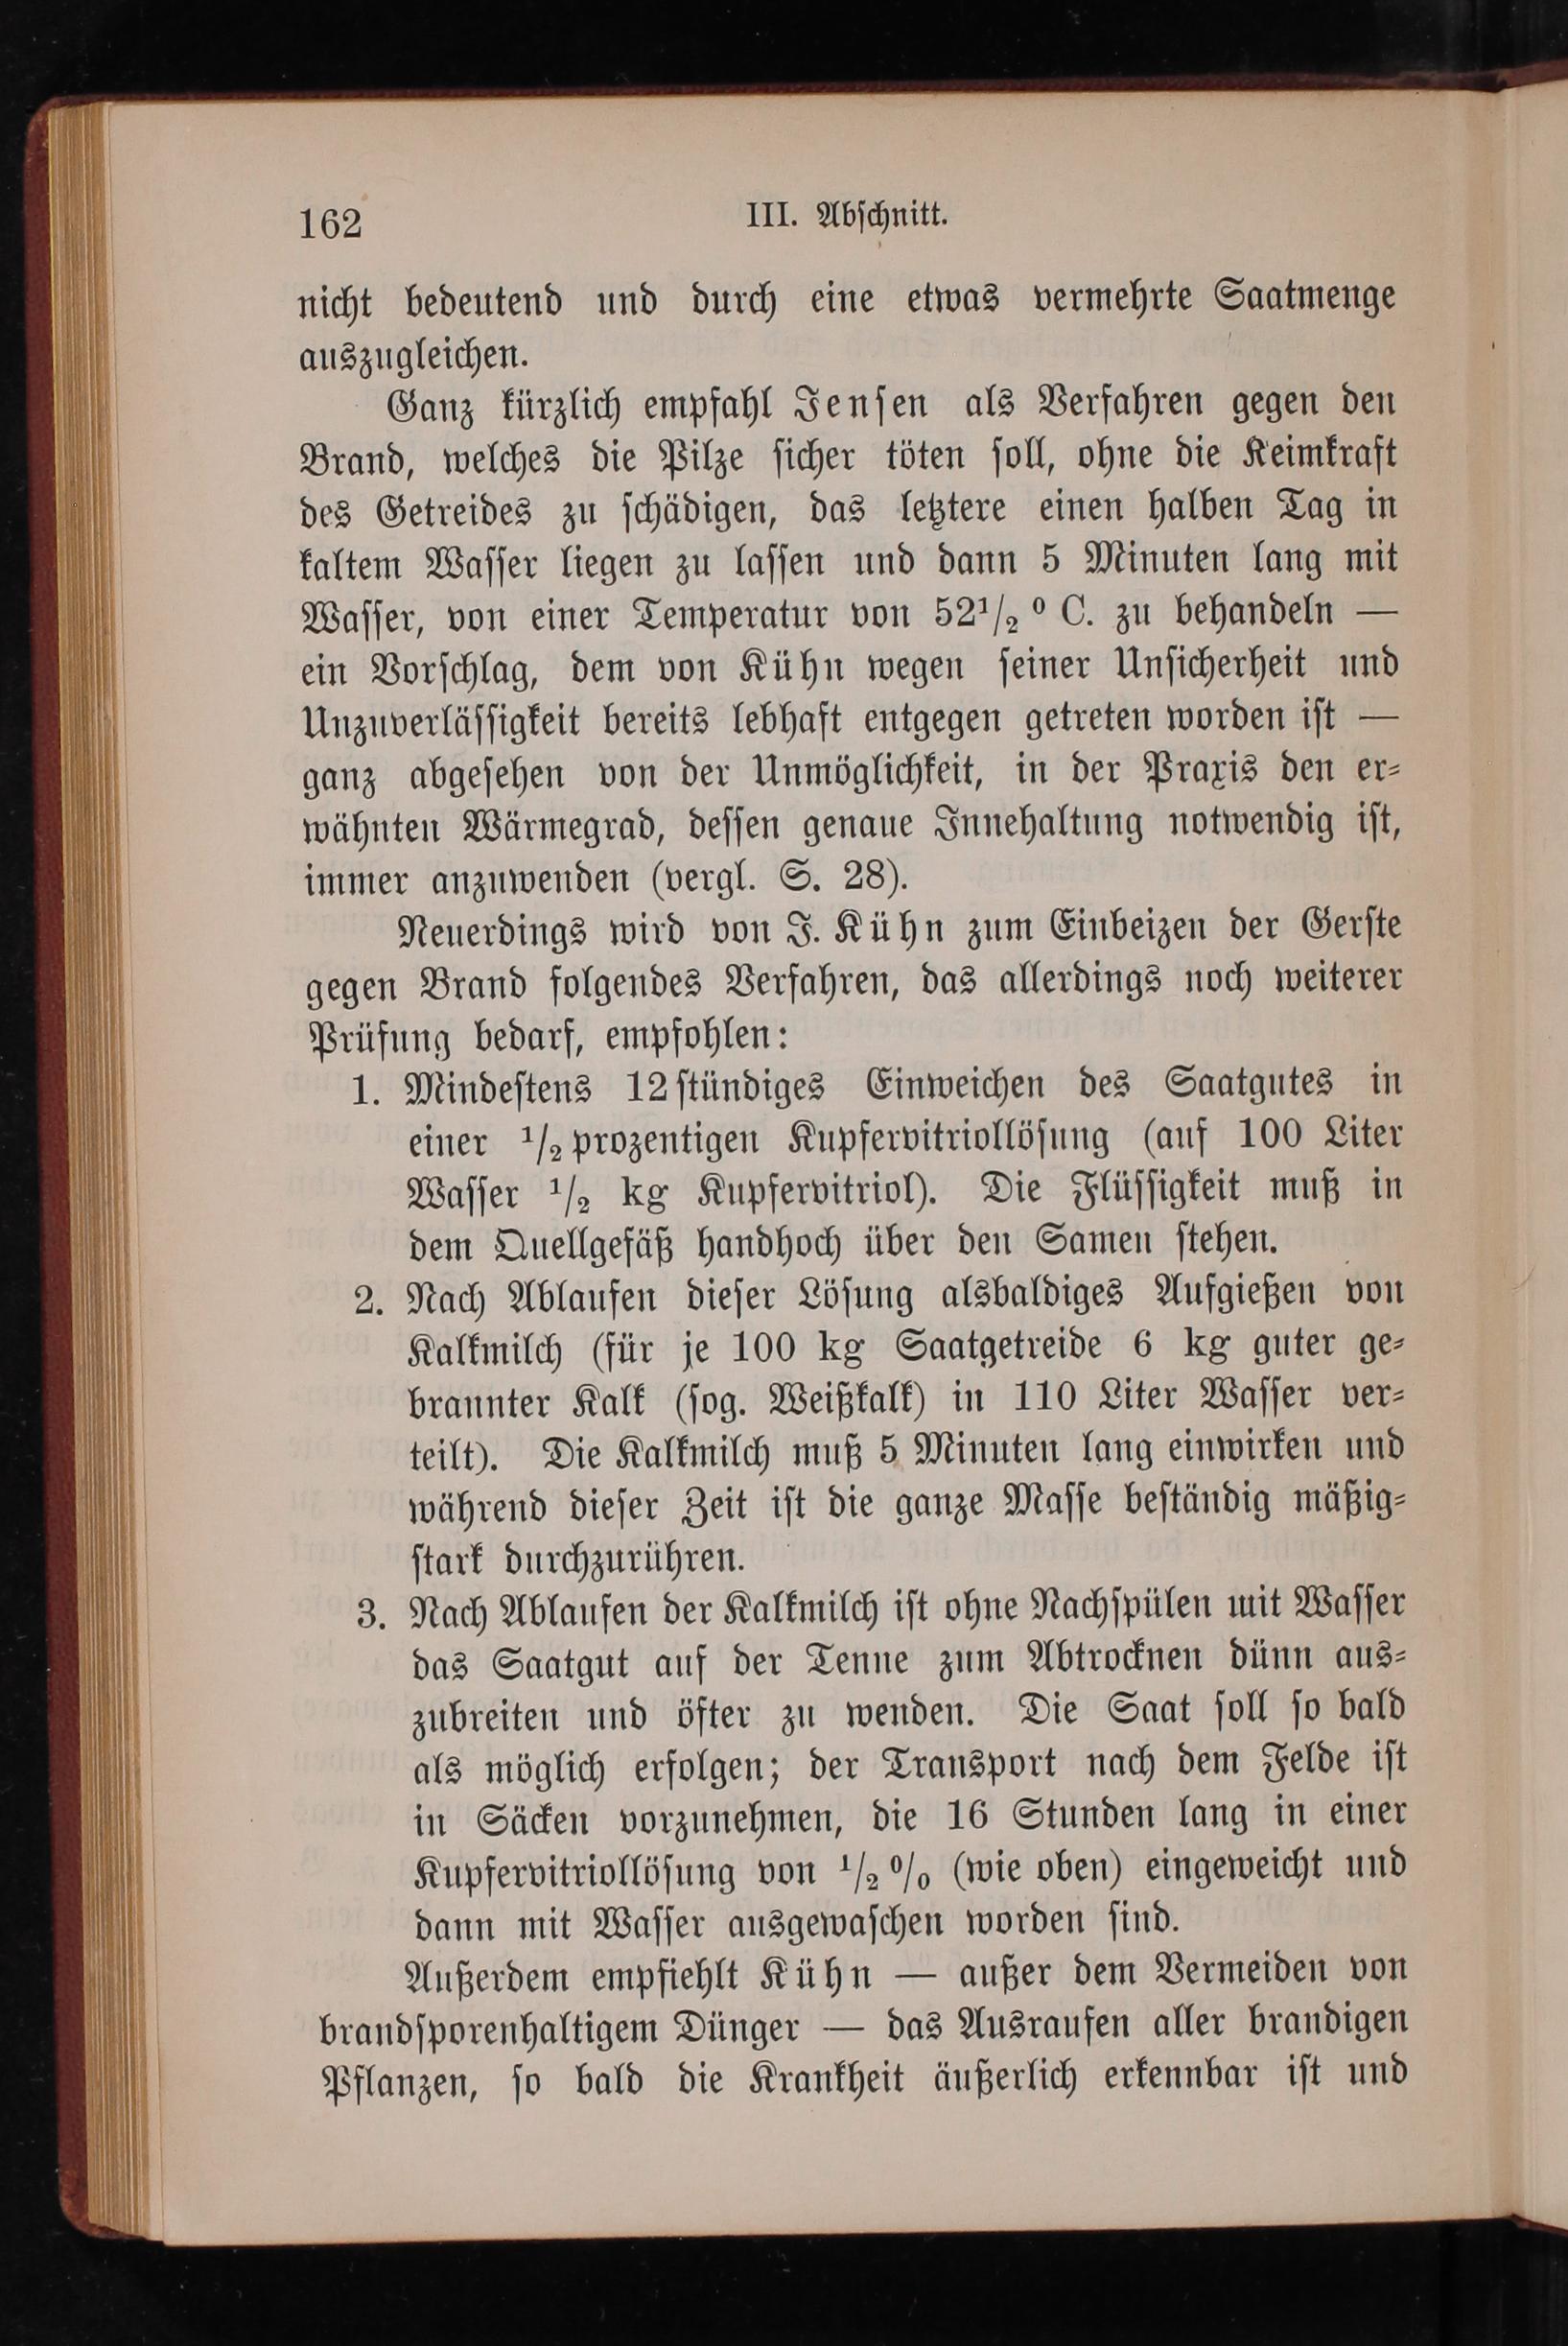 162
III. Abschnitt.
nicht bedeutend und durch eine etwas vermehrte Saatmenge
auszugleichen.
Ganz kürzlich empfahl Jensen als Verfahren gegen den
Brand, welches die Pilze sicher töten soll, ohne die Keimkraft
des Getreides zu schädigen, das letztere einen halben Tag in
kaltem Wasser liegen zu lassen und dann 5 Minuten lang mit
Wasser, von einer Temperatur von 52¹/₂ ⁰ C. zu behandeln —
ein Vorschlag, dem von Kühn wegen seiner Unsicherheit und
Unzuverlässigkeit bereits lebhaft entgegen getreten worden ist —
ganz abgesehen von der Unmöglichkeit, in der Praxis den er-
wähnten Wärmegrad, dessen genaue Innehaltung notwendig ist,
immer anzuwenden (vergl. S. 28).
Neuerdings wird von J. Kühn zum Einbeizen der Gerste
gegen Brand folgendes Verfahren, das allerdings noch weiterer
Prüfung bedarf, empfohlen:
1. Mindestens 12stündiges Einweichen des Saatgutes in
einer ¹/₂prozentigen Kupfervitriollösung (auf 100 Liter
Wasser ¹/₂ kg Kupfervitriol). Die Flüssigkeit muß in
dem Quellgefäß handhoch über den Samen stehen.
2. Nach Ablaufen dieser Lösung alsbaldiges Aufgießen von
Kalkmilch (für je 100 kg Saatgetreide 6 kg guter ge-
brannter Kalk (sog. Weißkalk) in 110 Liter Wasser ver-
teilt). Die Kalkmilch muß 5 Minuten lang einwirken und
während dieser Zeit ist die ganze Masse beständig mäßig-
stark durchzurühren.
3. Nach Ablaufen der Kalkmilch ist ohne Nachspülen mit Wasser
das Saatgut auf der Tenne zum Abtrocknen dünn aus-
zubreiten und öfter zu wenden. Die Saat soll so bald
als möglich erfolgen; der Transport nach dem Felde ist
in Säcken vorzunehmen, die 16 Stunden lang in einer
Kupfervitriollösung von ¹/₂ % (wie oben) eingeweicht und
dann mit Wasser ausgewaschen worden sind.
Außerdem empfiehlt Kühn — außer dem Vermeiden von
brandsporenhaltigem Dünger — das Ausraufen aller brandigen
Pflanzen, so bald die Krankheit äußerlich erkennbar ist und